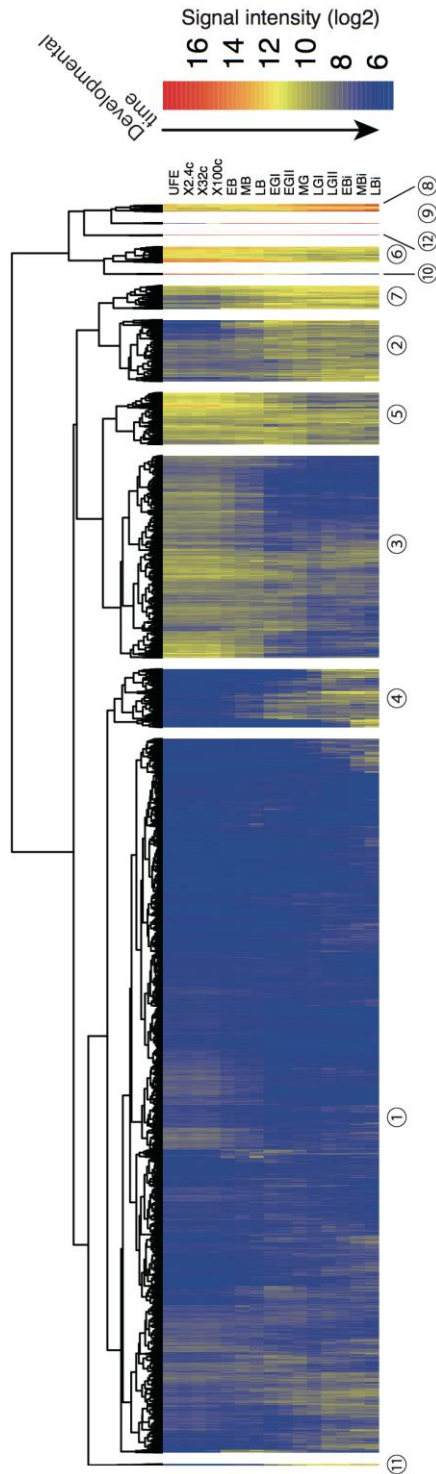 Signal intensity (log2)
16
14
12
10
8
6
Developmental
time
UFE
X2.4c
X32c
X100c
EB
MB
LB
EGI
EGII
MG
LGI
LGII
EBi
MBi
LBi
⑪
①
④
③
⑤
②
⑦
⑩
⑥
⑫
⑨
⑧